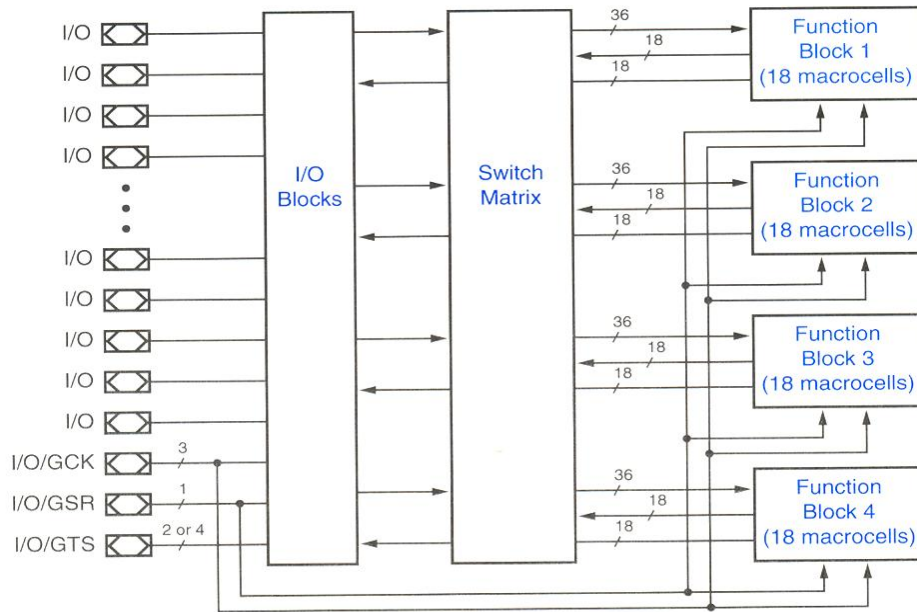 I/O
I/O
I/O
I/O
I/O
I/O
I/O
I/O
I/O
I/O/GCK
3
I/O/GSR
1
I/O/GTS
2 or 4
I/O
Blocks
Switch
Matrix
36
18
18
Function
Block 1
(18 macrocells)
36
18
18
Function
Block 2
(18 macrocells)
36
18
18
Function
Block 3
(18 macrocells)
36
18
18
Function
Block 4
(18 macrocells)